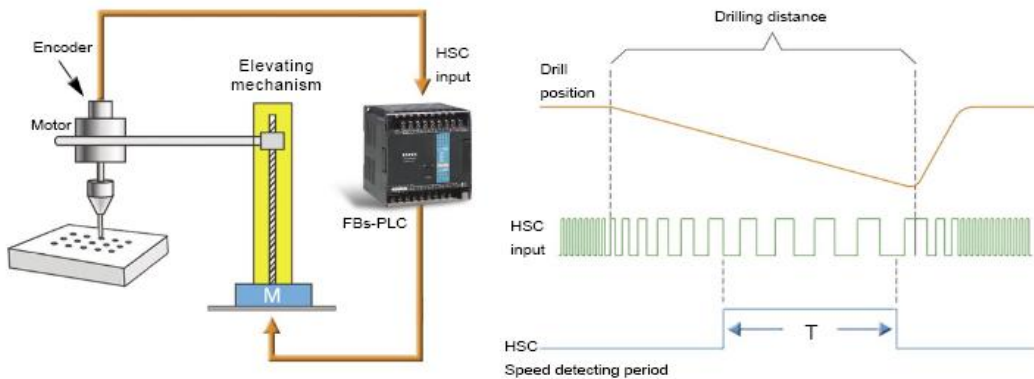 Encoder
Motor
Elevating
mechanism
HSC
input
FBs-PLC
M
Drilling distance
Drill
position
HSC
input
T
HSC
Speed detecting period